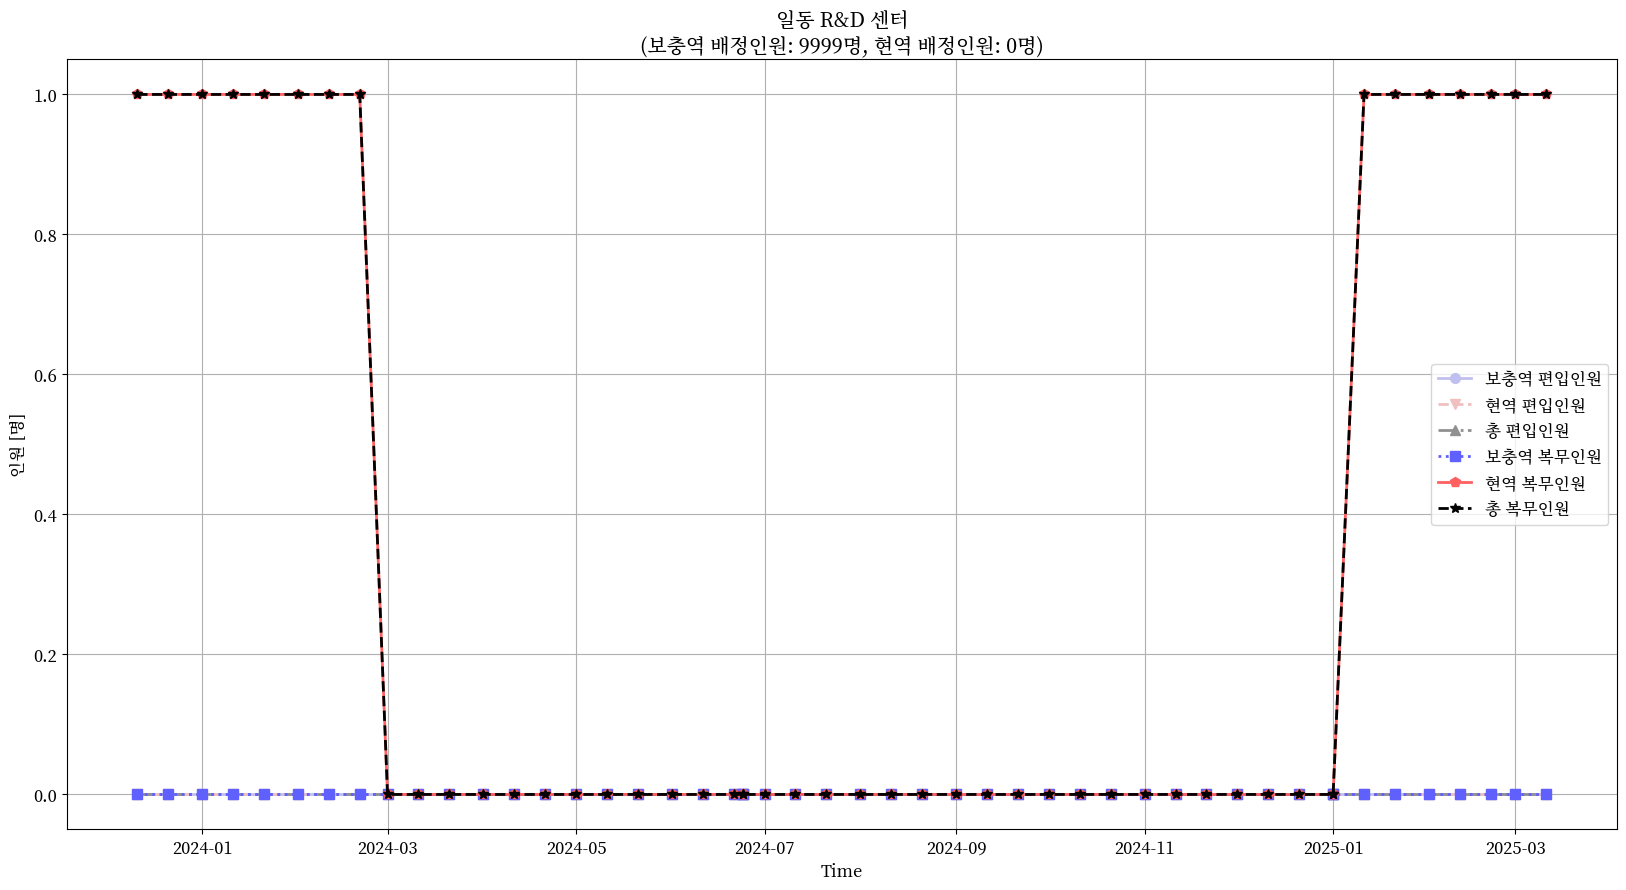 일동 R&D 센터
(보충역 배정인원: 9999명, 현역 배정인원: 0명)
인원 [명]
1.0
0.8
0.6
0.4
0.2
0.0
보충역 편입인원
현역 편입인원
총 편입인원
보충역 복무인원
현역 복무인원
총 복무인원
2024-01
2024-03
2024-05
2024-07
2024-09
2024-11
2025-01
2025-03
Time